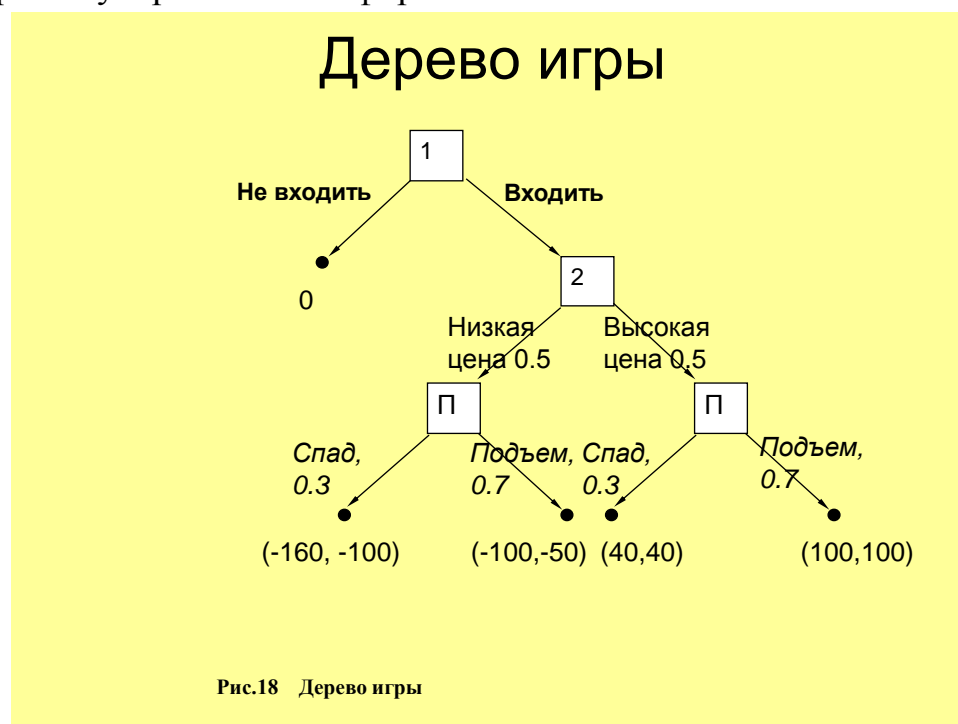 Дерево игры
1
Не входить
Входить
2
0
Низкая
цена 0.5
Высокая
цена 0.5
П
П
Спад,
0.3
Подъем,
0.7
Спад,
0.3
Подъем,
0.7
(-160, -100)
(-100,-50)
(40,40)
(100,100)
Рис.18 Дерево игры